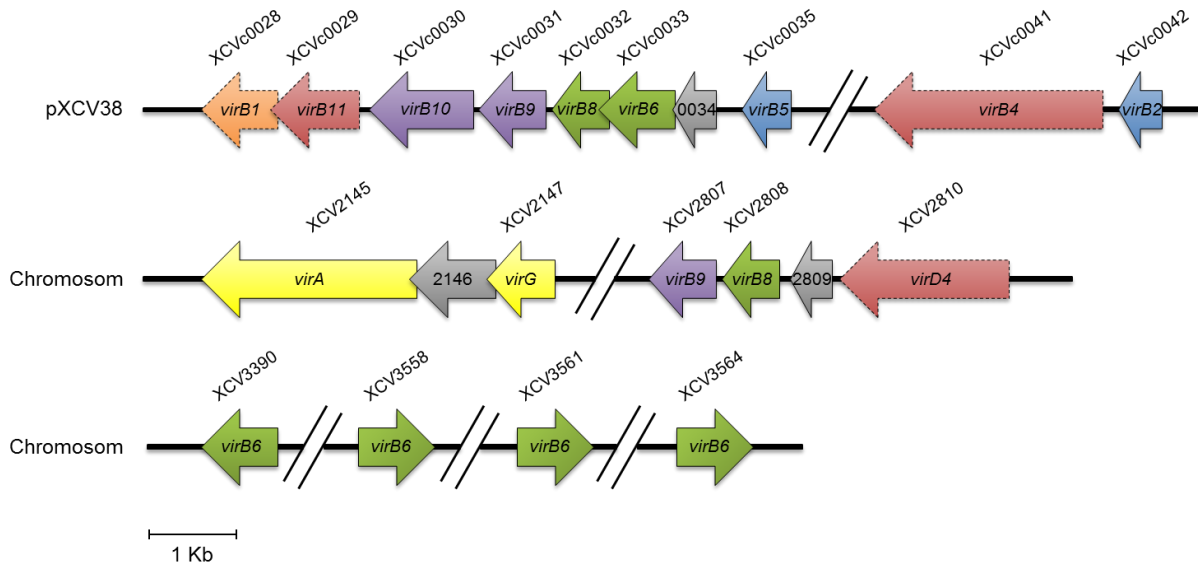 XCVc0028 XCVc0029 XCVc0030 XCVc0031 XCVc0032 XCVc0033 XCVc0035 XCVc0041 XCVc0042
pXCV38 virB1 virB11 virB10 virB9 virB8 virB6 0034 virB5 virB4 virB2
XCV2145 XCV2147 XCV2807 XCV2808 XCV2810
Chromosom virA 2146 virG virB9 virB8 2809 virD4
XCV3390 XCV3558 XCV3561 XCV3564
Chromosom virB6 virB6 virB6 virB6
1 Kb